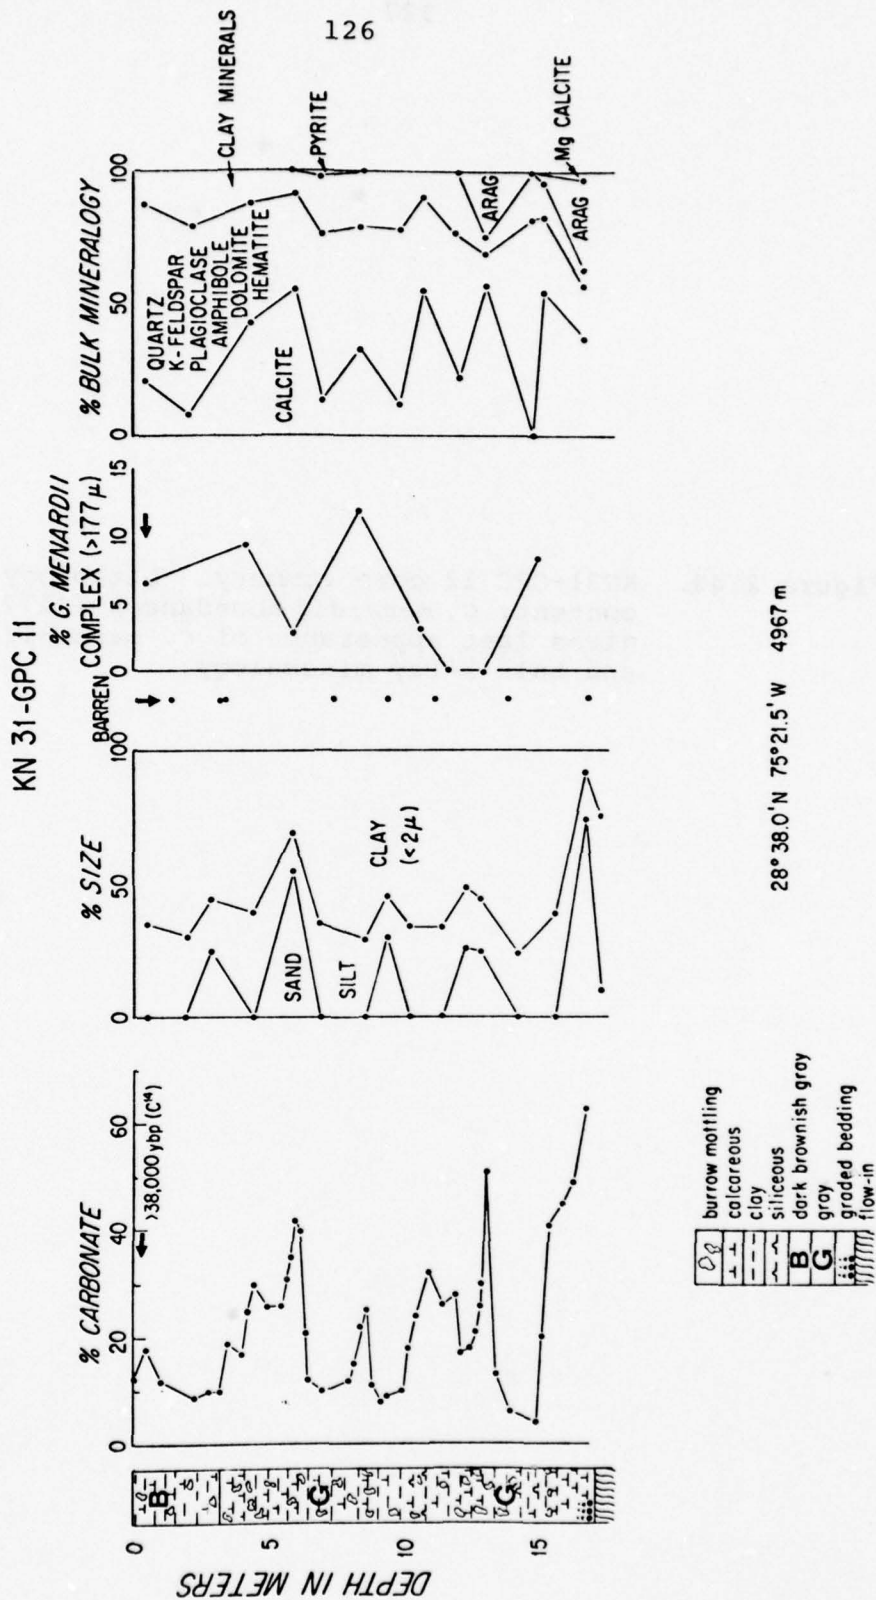 126
KN 31-GPC 11
% CARBONATE
0
20
40
60
>38,000 ybp (C¹⁴)
% SIZE
0
50
100
SAND
SILT
CLAY
(<2μ)
BARREN
% G. MENARDII
COMPLEX (>177μ)
0
5
10
15
% BULK MINERALOGY
0
50
100
QUARTZ
K-FELDSPAR
PLAGIOCLASE
AMPHIBOLE
DOLOMITE
HEMATITE
CALCITE
CLAY MINERALS
PYRITE
ARAG
ARAG
Mg CALCITE
DEPTH IN METERS
0
5
10
15
B
G
G
burrow mottling
calcareous
clay
siliceous
B dark brownish gray
G gray
graded bedding
flow-in
28°38.0'N 75°21.5'W 4967 m